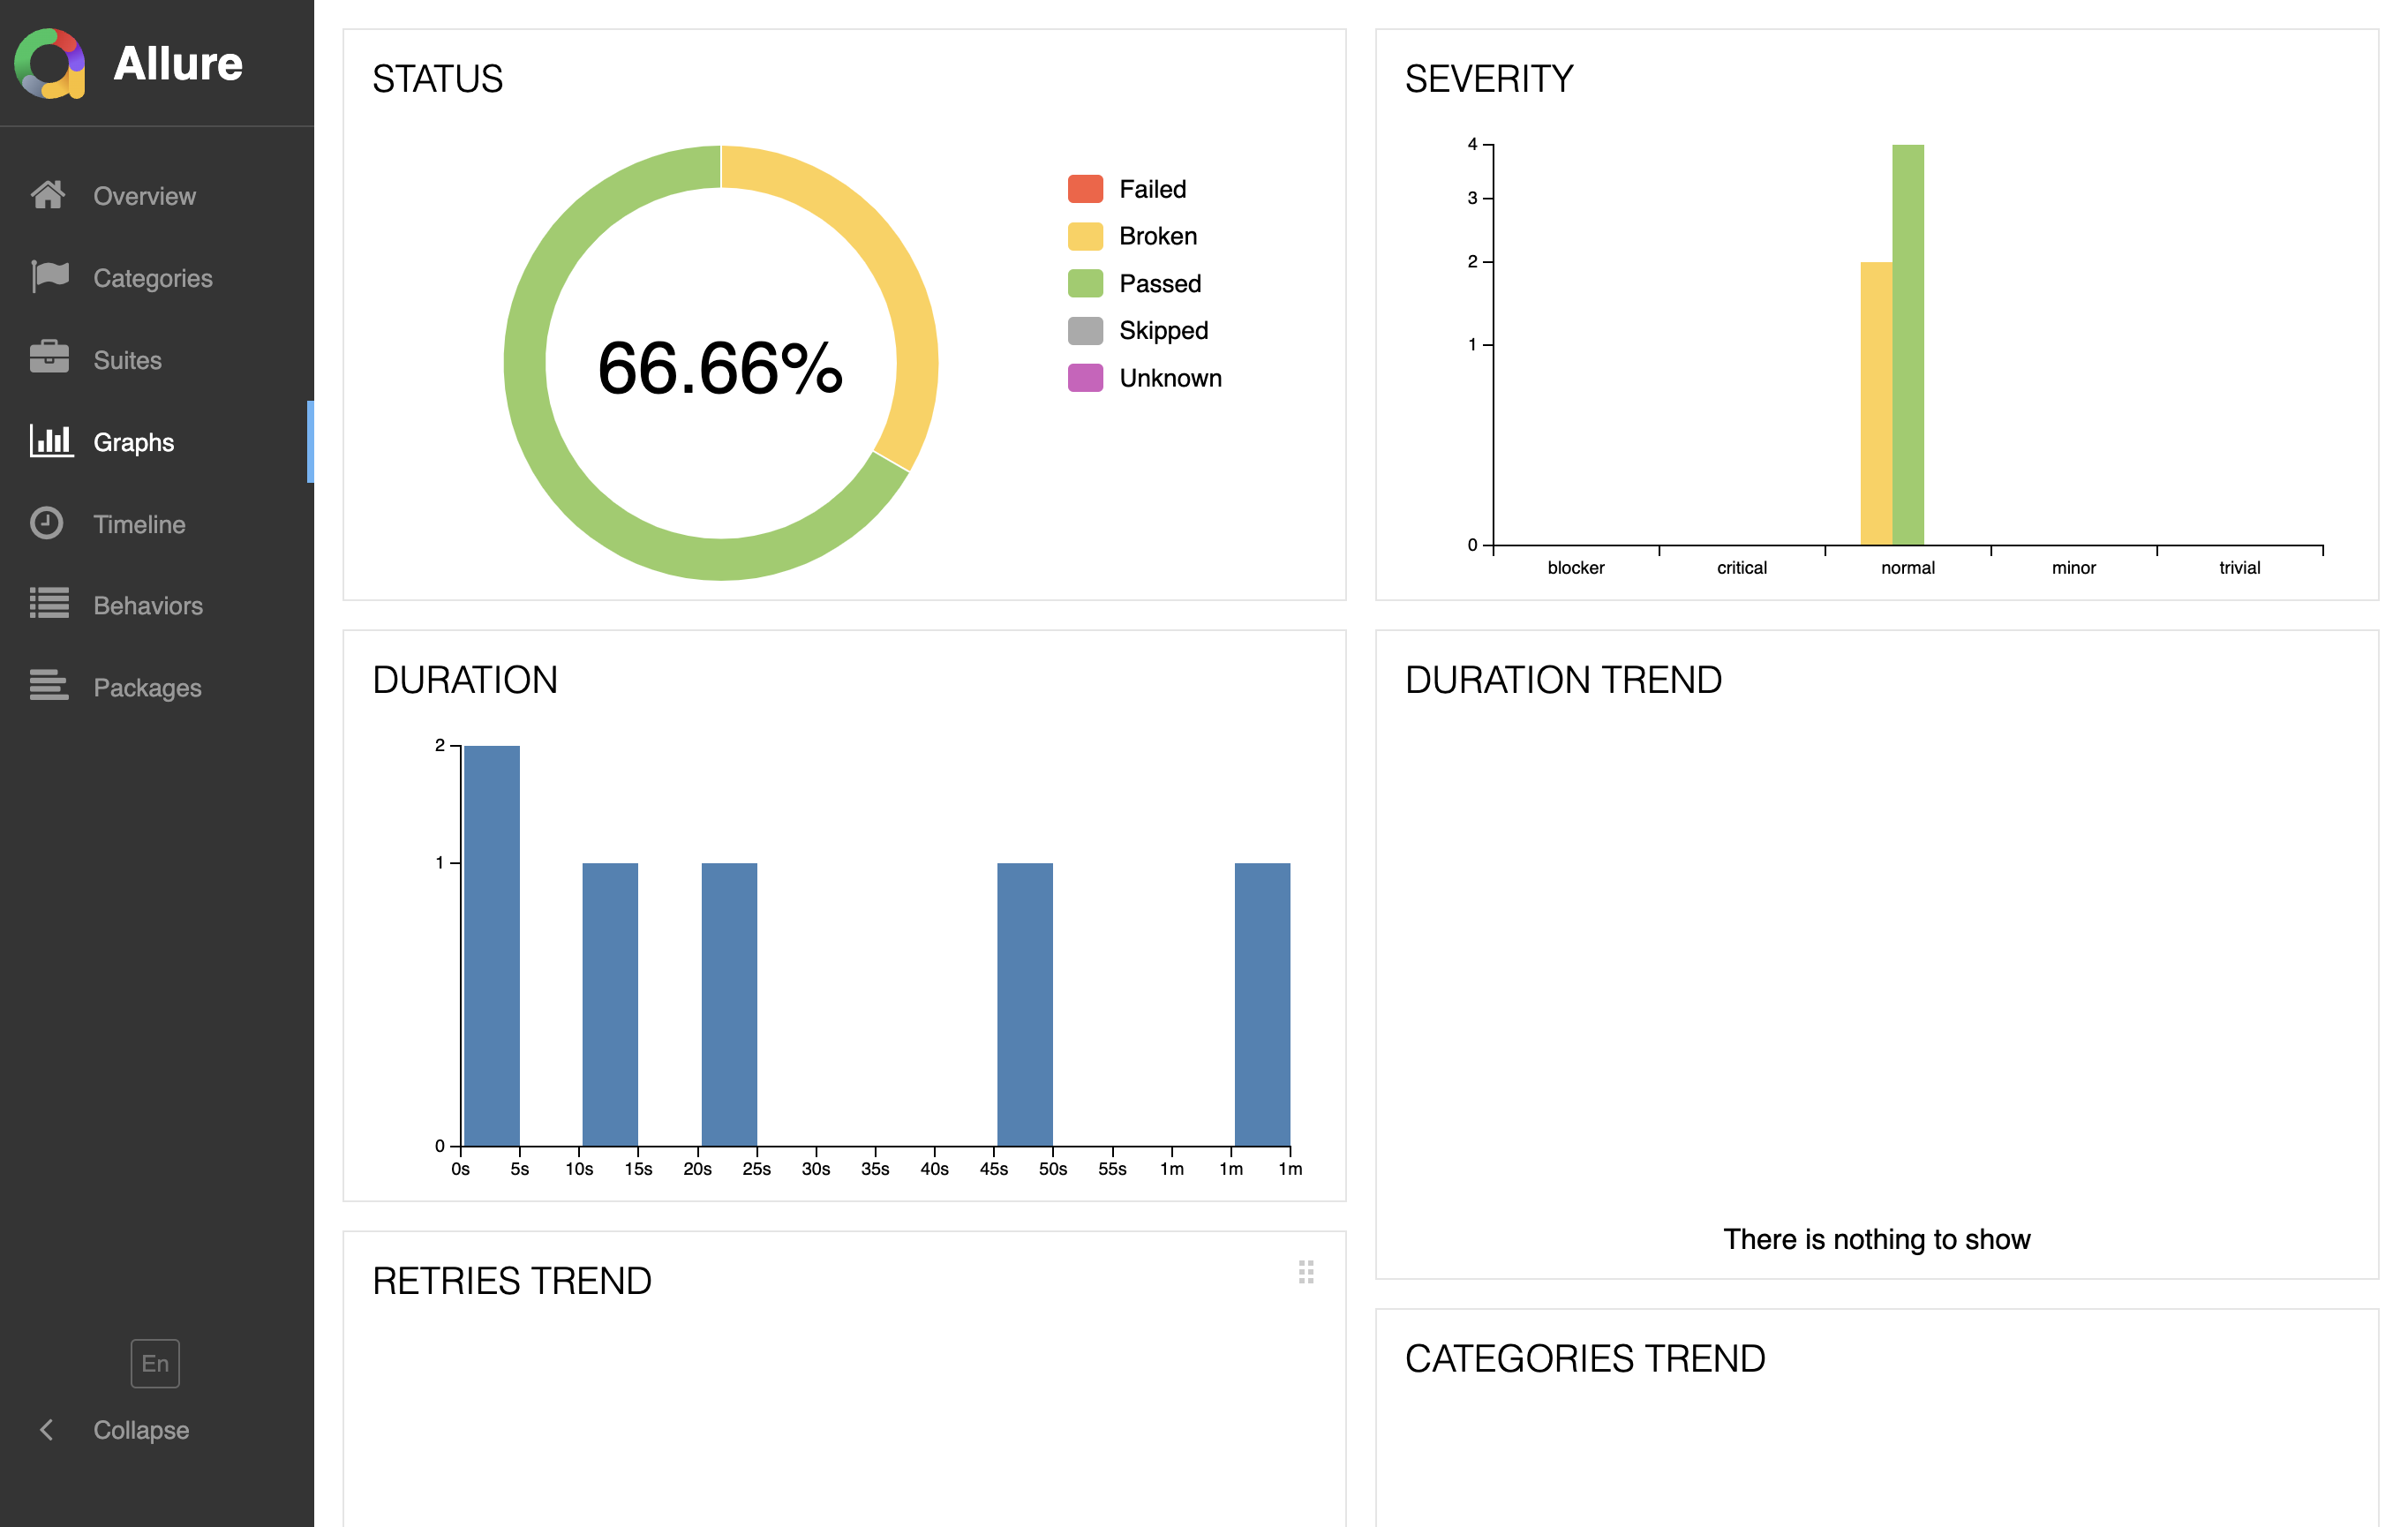 Allure
Overview
Categories
Suites
Graphs
Timeline
Behaviors
Packages
En
Collapse
STATUS
66.66%
Failed
Broken
Passed
Skipped
Unknown
SEVERITY
4
3
2
1
0
blocker critical normal minor trivial
DURATION
2
1
0
0s 5s 10s 15s 20s 25s 30s 35s 40s 45s 50s 55s 1m 1m 1m
DURATION TREND
There is nothing to show
RETRIES TREND
CATEGORIES TREND